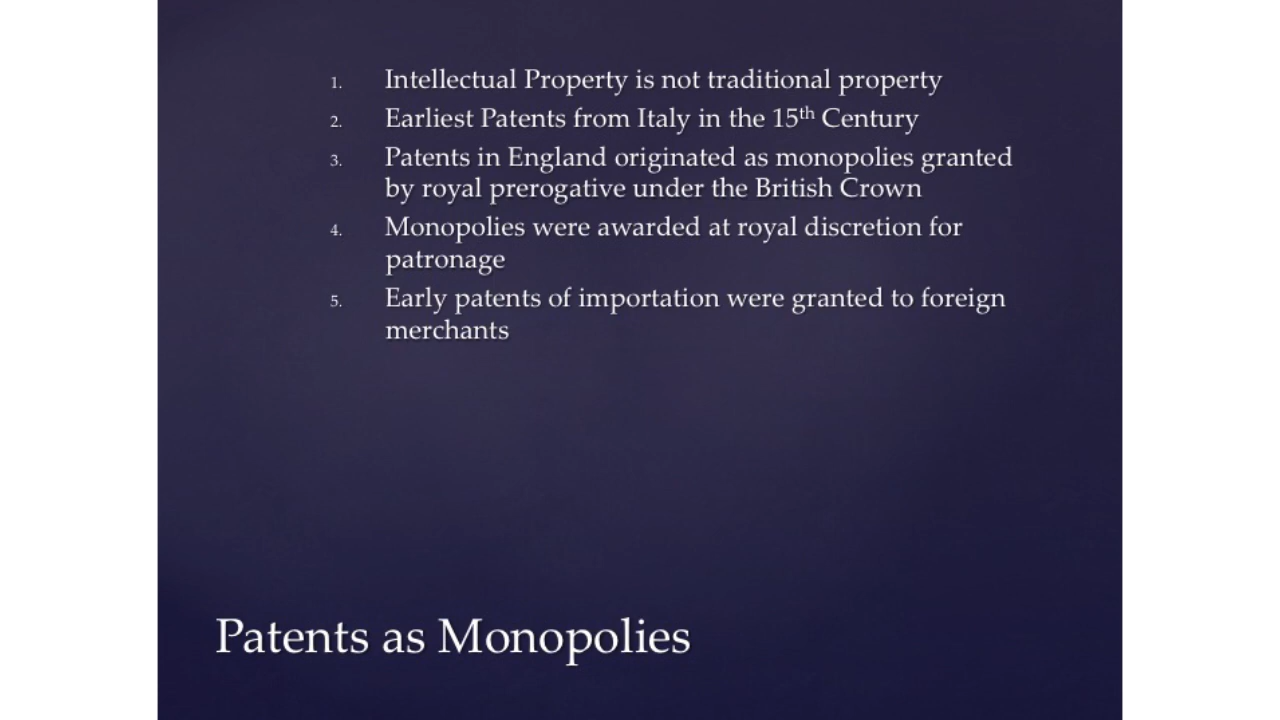 1. Intellectual Property is not traditional property
2. Earliest Patents from Italy in the 15th Century
3. Patents in England originated as monopolies granted
by royal prerogative under the British Crown
4. Monopolies were awarded at royal discretion for
patronage
5. Early patents of importation were granted to foreign
merchants
Patents as Monopolies